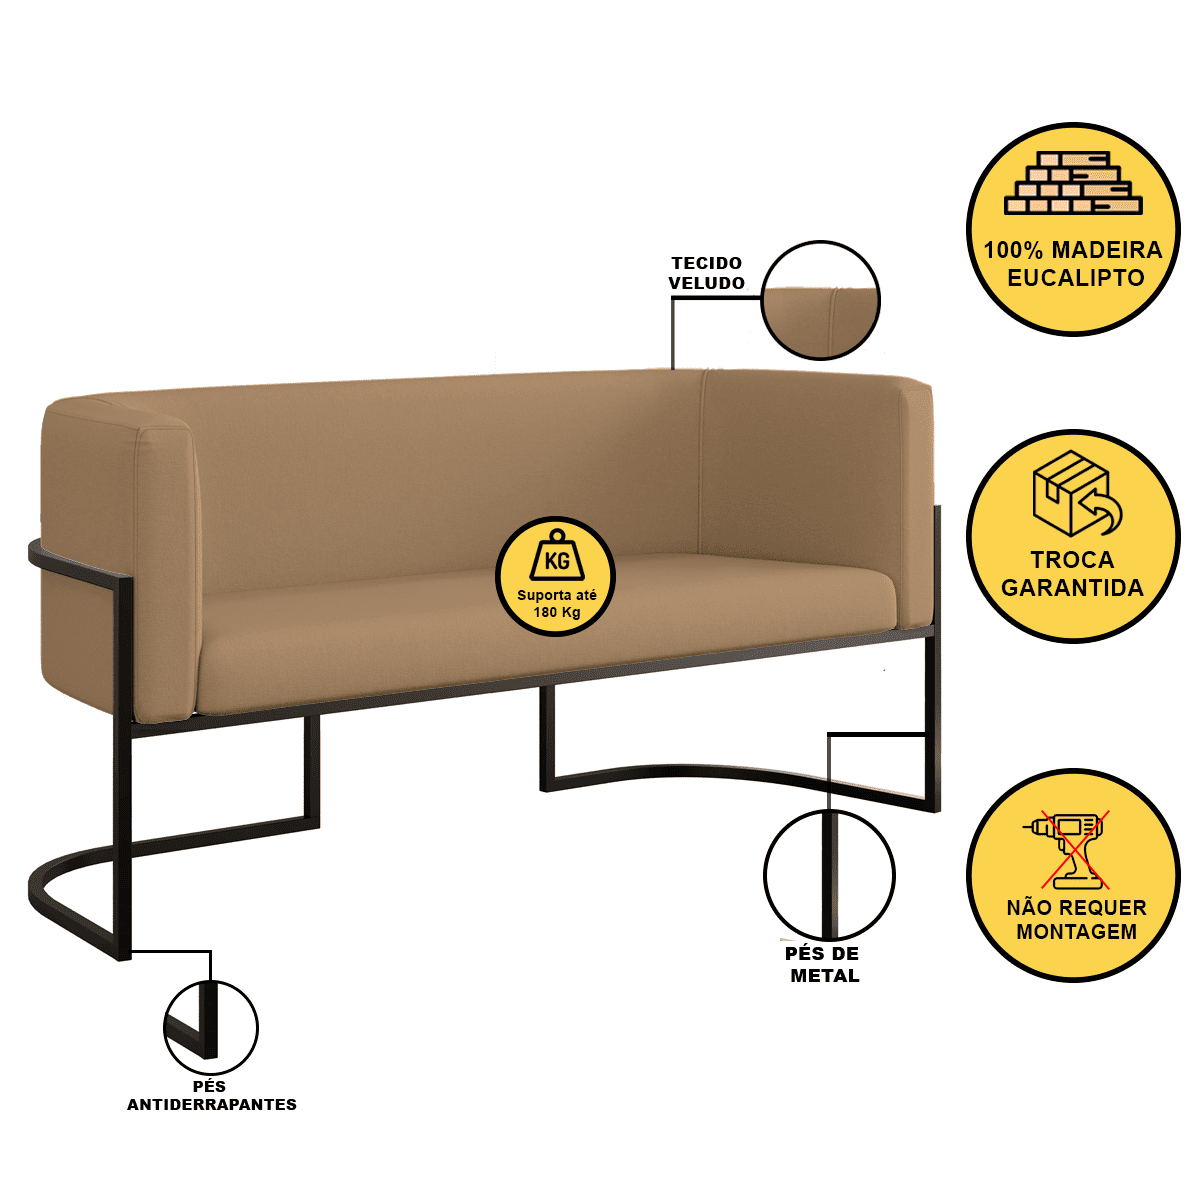 TECIDO
VELUDO
100% MADEIRA
EUCALIPTO
KG
Suporta até
180 Kg
TROCA
GARANTIDA
NÃO REQUER
MONTAGEM
PÉS DE
METAL
PÉS
ANTIDERRAPANTES